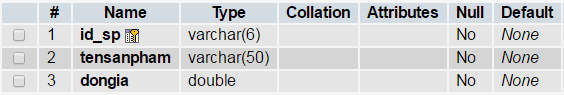 # Name Type Collation Attributes Null Default
1 id_sp varchar(6) No None
2 tensanpham varchar(50) No None
3 dongia double No None